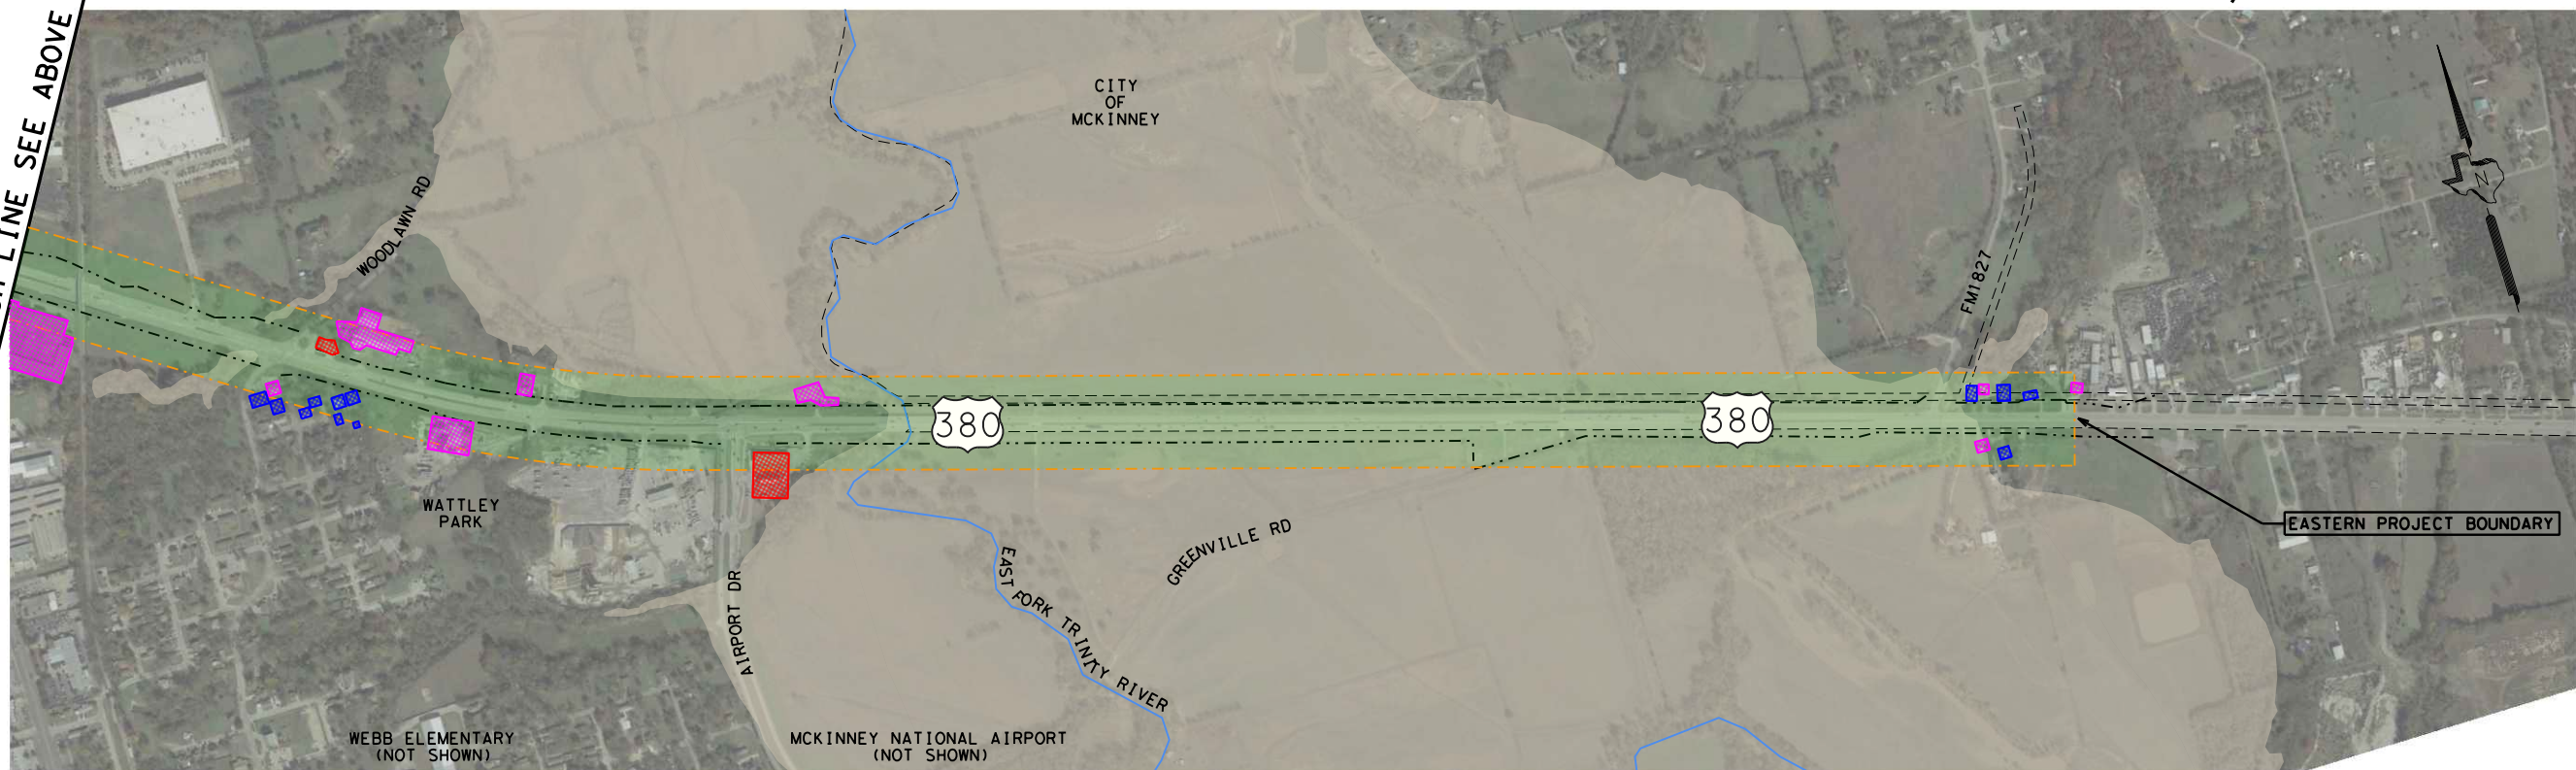 LINE SEE ABOVE
CITY
OF
MCKINNEY
WOODLAWN RD
FM1827
N
380
380
WATTLEY
PARK
EASTERN PROJECT BOUNDARY
GREENVILLE RD
AIRPORT DR
EAST FORK TRINITY RIVER
WEBB ELEMENTARY
(NOT SHOWN)
MCKINNEY NATIONAL AIRPORT
(NOT SHOWN)